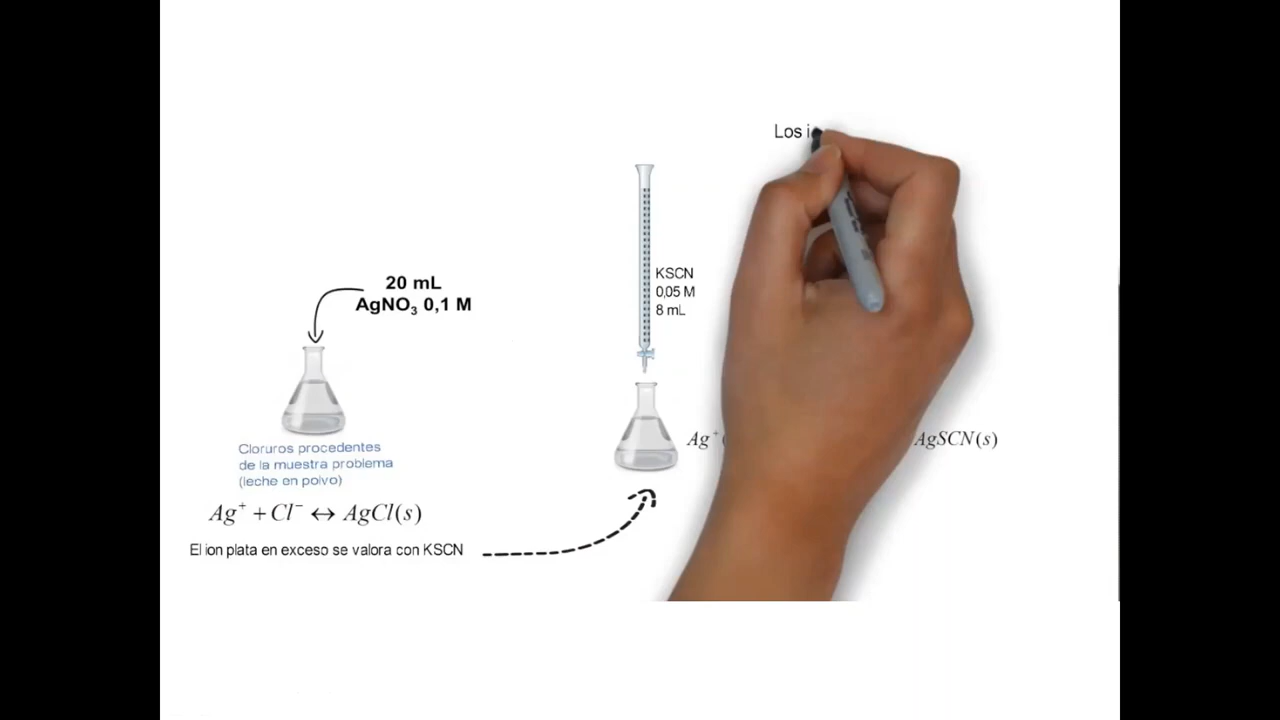 Los i
KSCN
0,05 M
8 mL
20 mL
AgNO₃ 0,1 M
Ag⁺(
AgSCN(s)
Cloruros procedentes
de la muestra problema
(leche en polvo)
Ag⁺ + Cl⁻ ↔ AgCl(s)
El ion plata en exceso se valora con KSCN